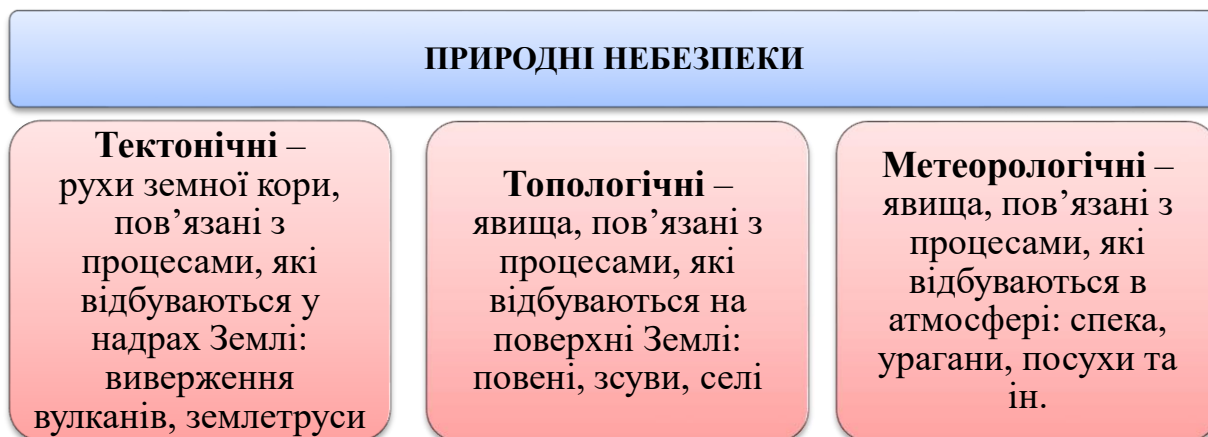 ПРИРОДНІ НЕБЕЗПЕКИ
Тектонічні –
рухи земної кори,
пов’язані з
процесами, які
відбуваються у
надрах Землі:
виверження
вулканів, землетруси
Топологічні –
явища, пов’язані з
процесами, які
відбуваються на
поверхні Землі:
повені, зсуви, селі
Метеорологічні –
явища, пов’язані з
процесами, які
відбуваються в
атмосфері: спека,
урагани, посухи та
ін.